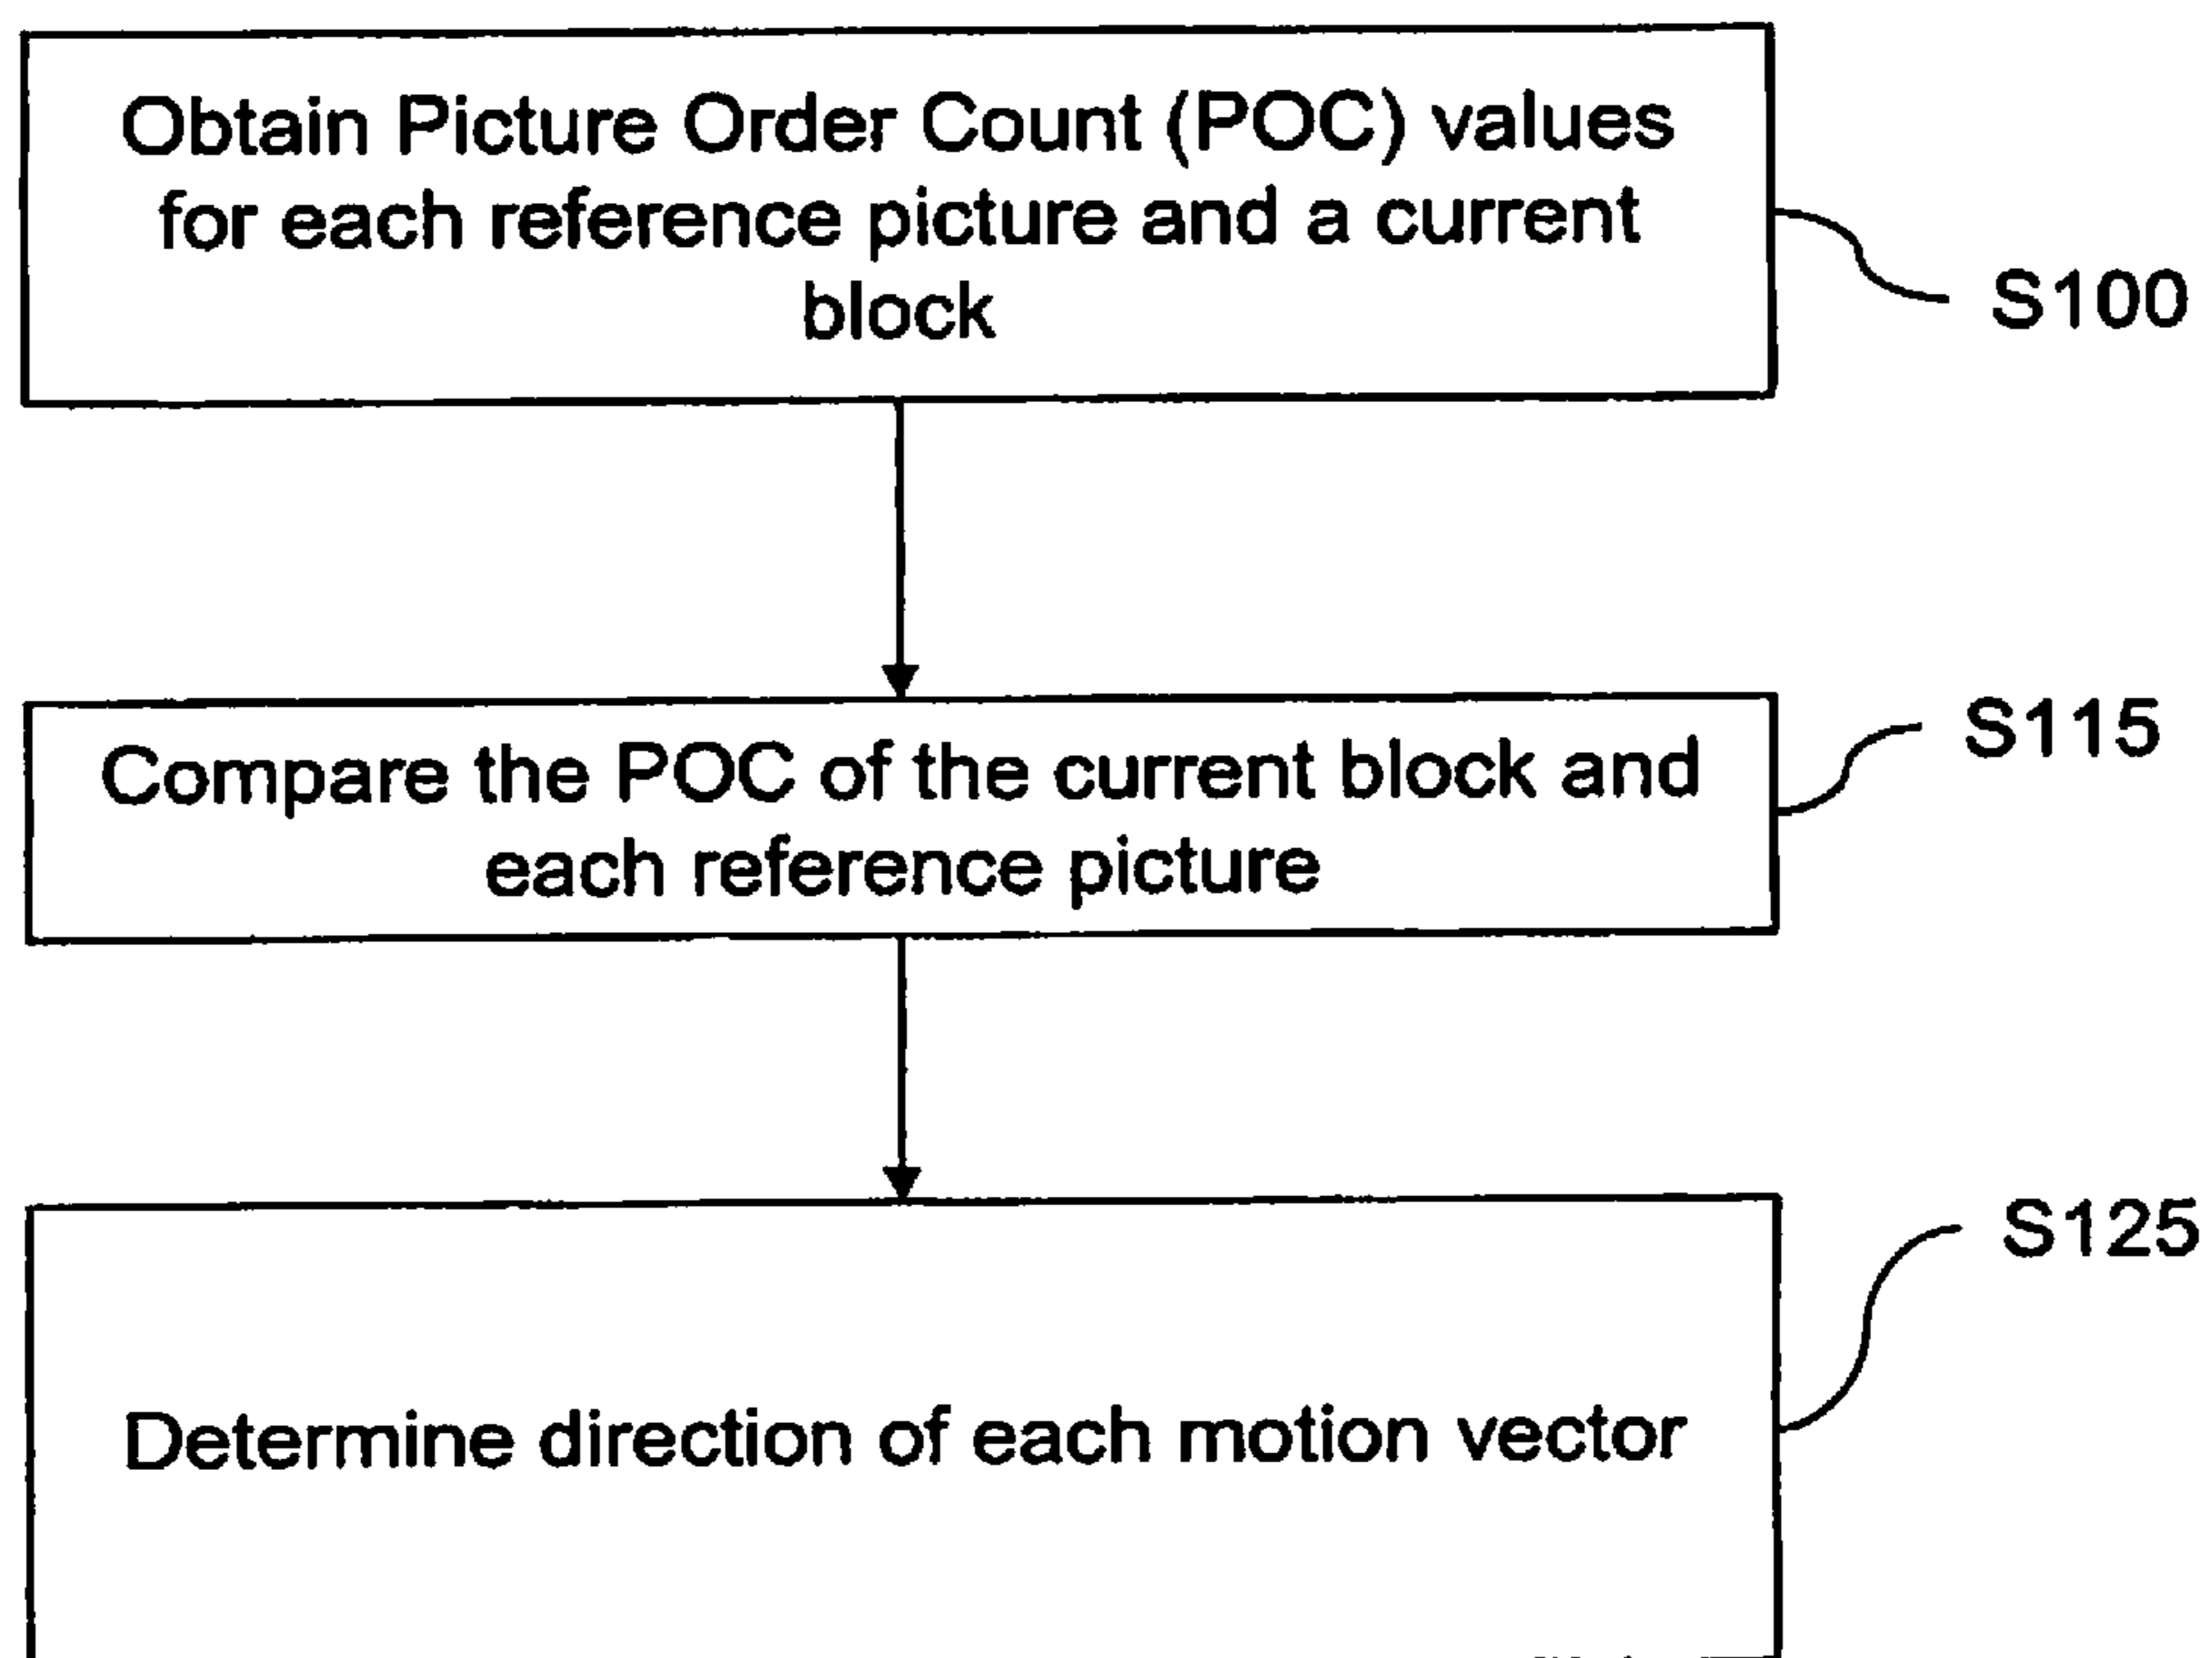 Obtain Picture Order Count (POC) values
for each reference picture and a current
block
S100
S115
Compare the POC of the current block and
each reference picture
S125
Determine direction of each motion vector